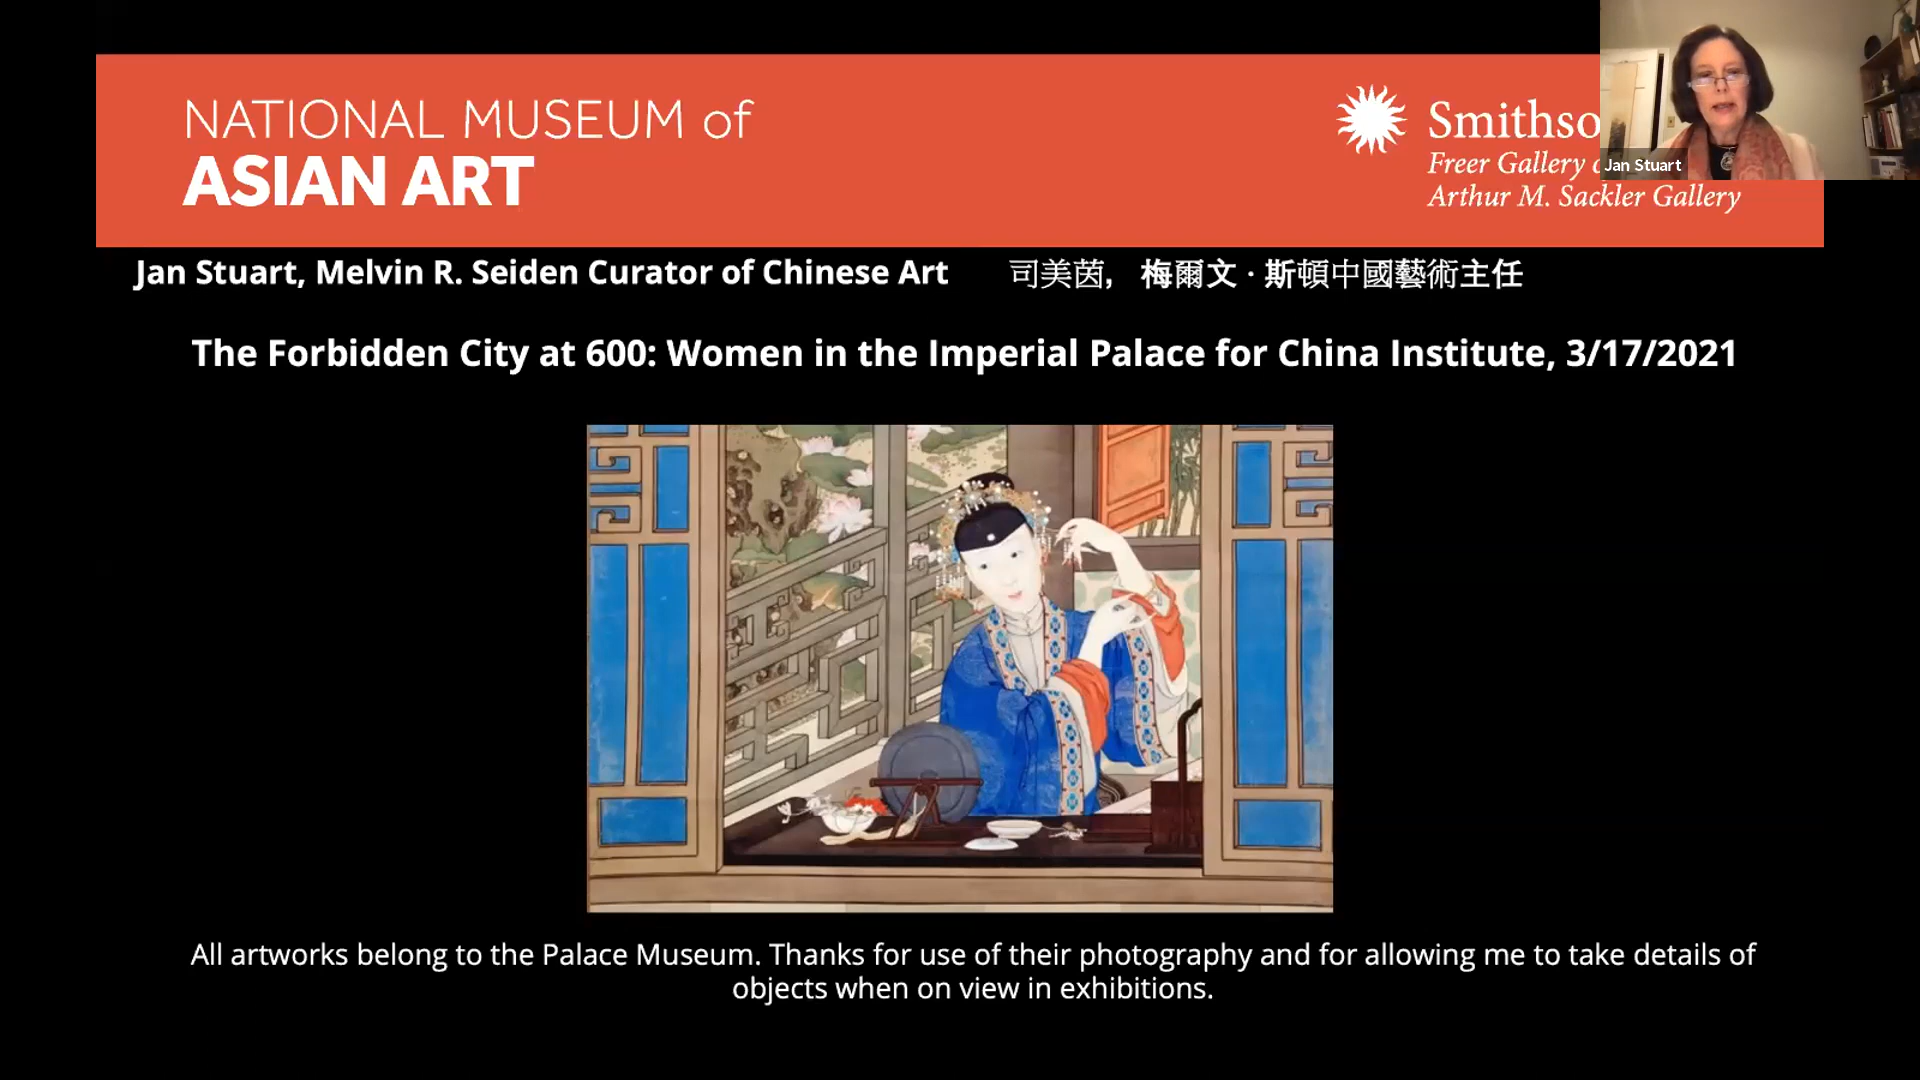 NATIONAL MUSEUM of
ASIAN ART
Smithso
Freer Gallery
Arthur M. Sackler Gallery
Jan Stuart
Jan Stuart, Melvin R. Seiden Curator of Chinese Art 司美茵, 梅爾文 · 斯頓中國藝術主任
The Forbidden City at 600: Women in the Imperial Palace for China Institute, 3/17/2021
All artworks belong to the Palace Museum. Thanks for use of their photography and for allowing me to take details of
objects when on view in exhibitions.